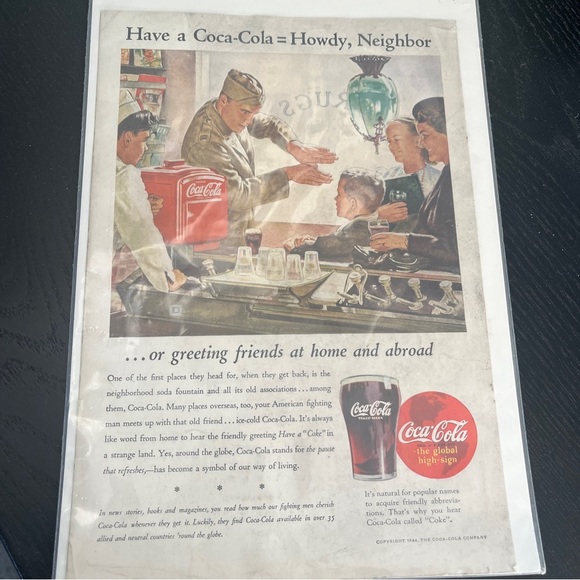 Have a Coca-Cola = Howdy, Neighbor
DRUGS
Coca-Cola
...or greeting friends at home and abroad
One of the first places they head for, when they get back, is the
neighborhood soda fountain and all its old associations...among
them, Coca-Cola. Many places overseas, too, your American fighting
man meets up with that old friend...ice-cold Coca-Cola. It's always
like word from home to hear the friendly greeting Have a "Coke" in
a strange land. Yes, around the globe, Coca-Cola stands for the pause
that refreshes,—has become a symbol of our way of living.
* * *
In news stories, books and magazines, you read how much our fighting men cherish
Coca-Cola whenever they get it. Luckily, they find Coca-Cola available in over 35
allied and neutral countries 'round the globe.
Coca-Cola
TRADE-MARK
Coca-Cola
-the global
high-sign
It's natural for popular names
to acquire friendly abbrevia-
tions. That's why you hear
Coca-Cola called "Coke".
COPYRIGHT 1944, THE COCA-COLA COMPANY